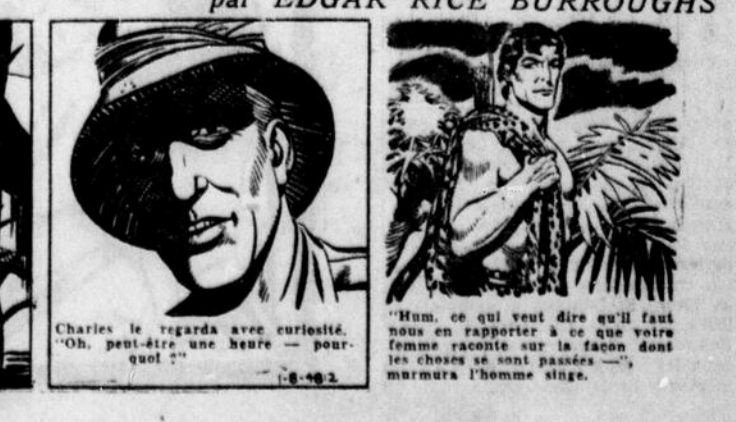 par EDGAR RICE BURROUGHS
Charles le regarda avec curiosité.
"Oh, peut-être une heure — pour-
quoi ?"
1-8-48 2
"Hum, ce qui veut dire qu'il faut
nous en rapporter à ce que votre
femme raconte sur la façon dont
les choses se sont passées —",
murmura l'homme singe.